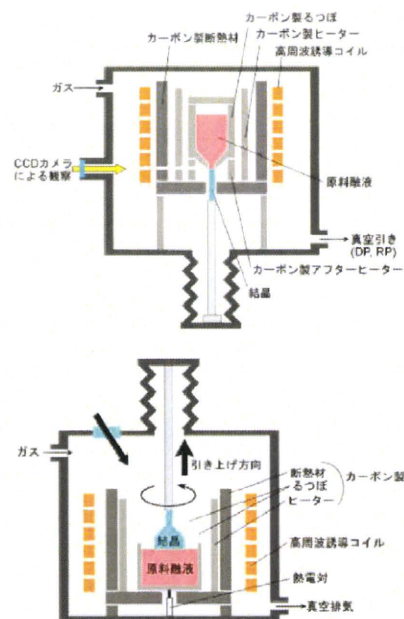 カーボン製断熱材
カーボン製るつぼ
カーボン製ヒーター
高周波誘導コイル
ガス
CCDカメラ
による観察
原料融液
真空引き
(DP, RP)
カーボン製アフターヒーター
結晶
ガス
引き上げ方向
断熱材
るつぼ
ヒーター
カーボン製
結晶
原料融液
高周波誘導コイル
熱電対
真空排気